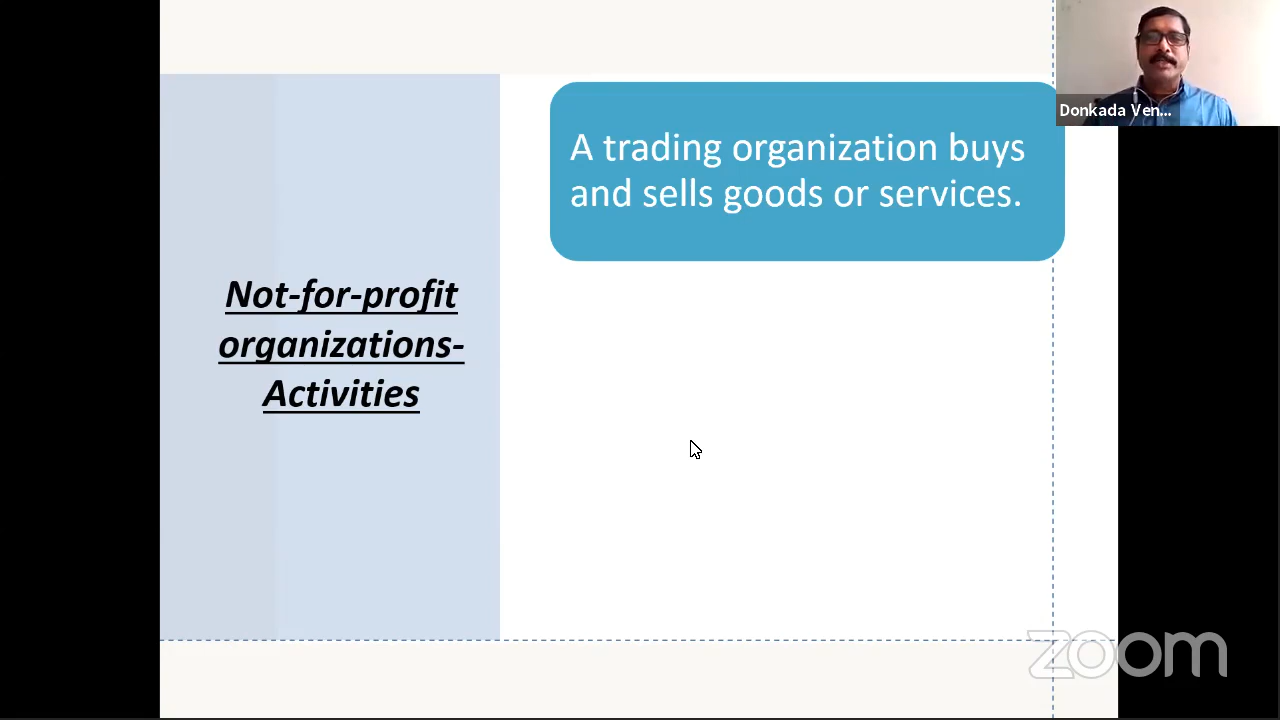 Not-for-profit
organizations-
Activities
A trading organization buys
and sells goods or services.
Donkada Ven...
zoom